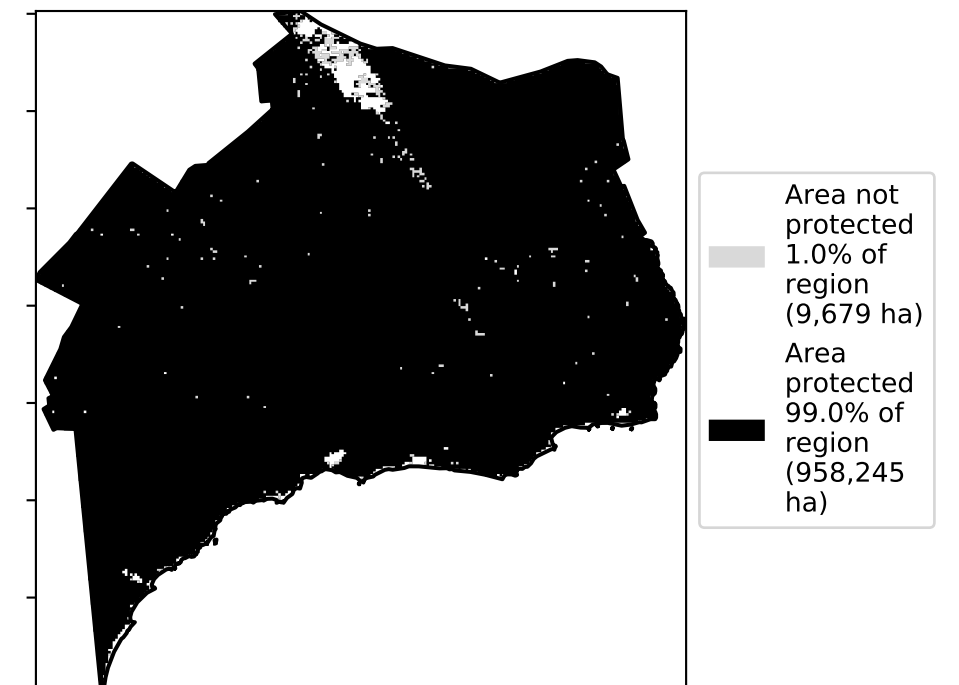 Area not
protected
1.0% of
region
(9,679 ha)
Area
protected
99.0% of
region
(958,245
ha)